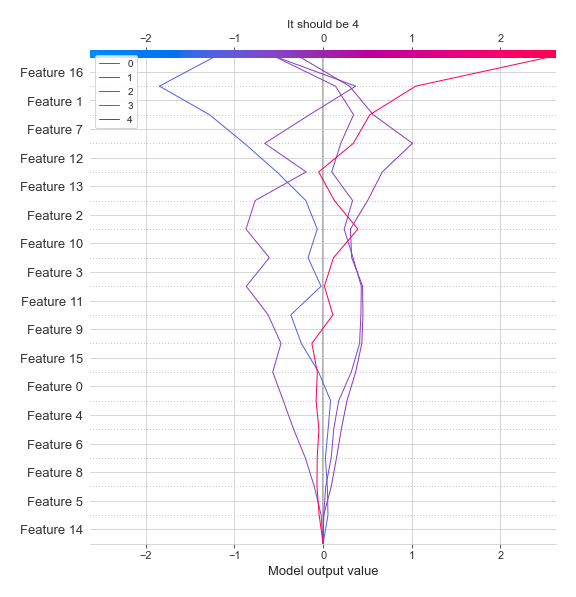 It should be 4
−2 −1 0 1 2
0
1
2
3
4
Feature 16
Feature 1
Feature 7
Feature 12
Feature 13
Feature 2
Feature 10
Feature 3
Feature 11
Feature 9
Feature 15
Feature 0
Feature 4
Feature 6
Feature 8
Feature 5
Feature 14
−2 −1 0 1 2
Model output value